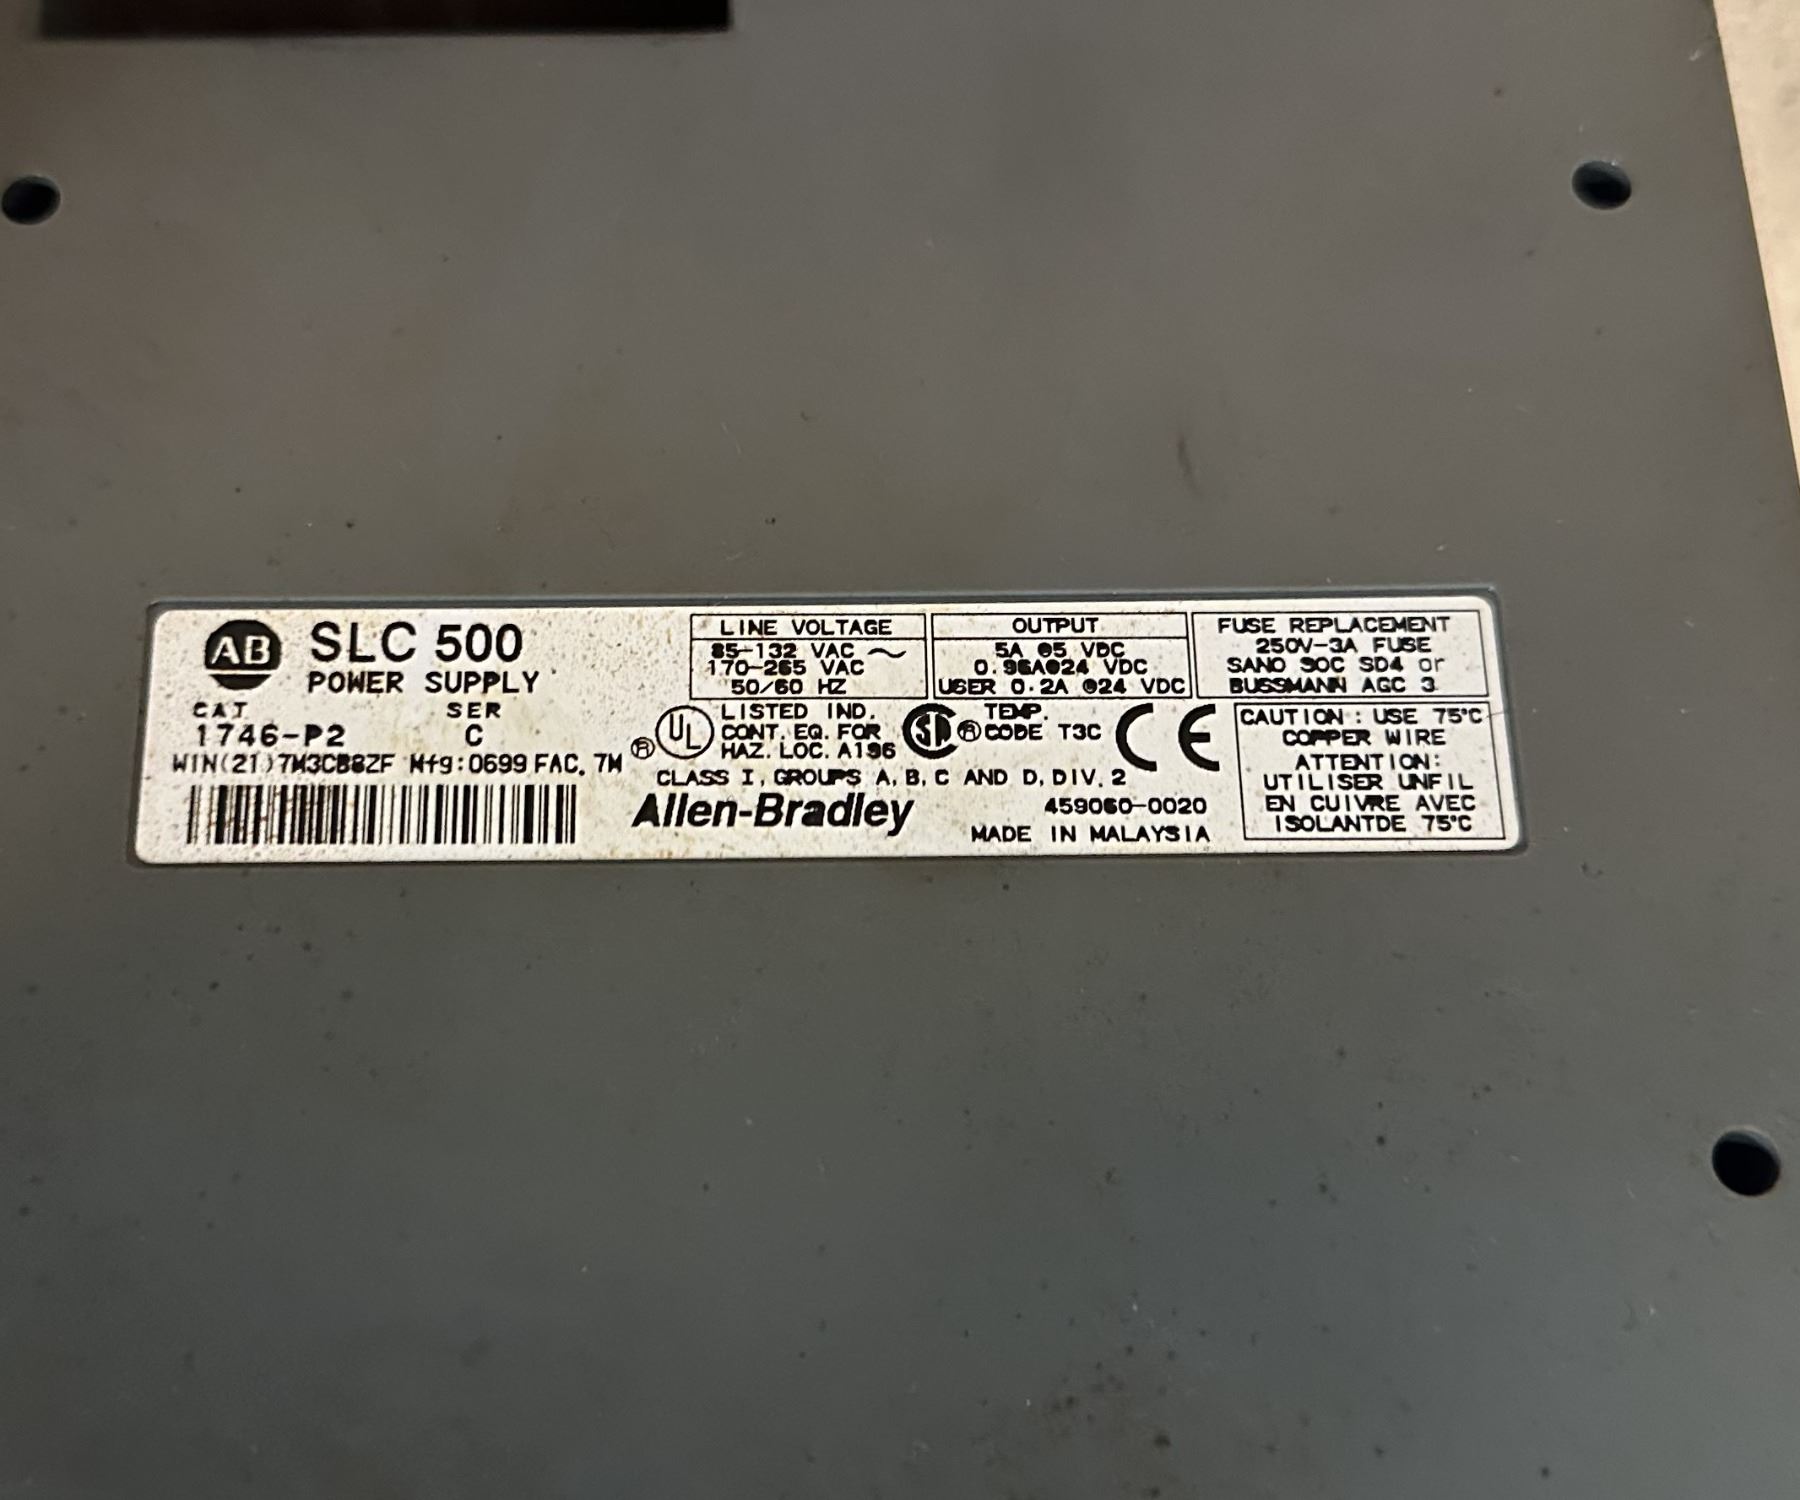 AB
SLC 500
POWER SUPPLY
CAT SER
1746-P2 C
WIN(21)7M3CB8ZF Mfg:0699 FAC. 7M
LINE VOLTAGE
85-132 VAC ~
170-265 VAC
50/60 HZ
OUTPUT
5A @5 VDC
0.96A@24 VDC
USER 0.2A @24 VDC
FUSE REPLACEMENT
250V-3A FUSE
SANO SOC SD4 or
BUSSMANN AGC 3
® UL
LISTED IND.
CONT. EQ. FOR
HAZ. LOC. A196
SA ®
TEMP.
CODE T3C
CE
CLASS I, GROUPS A, B, C AND D, DIV. 2
Allen-Bradley
459060-0020
MADE IN MALAYSIA
CAUTION: USE 75°C
COPPER WIRE
ATTENTION:
UTILISER UNFIL
EN CUIVRE AVEC
ISOLANTDE 75°C